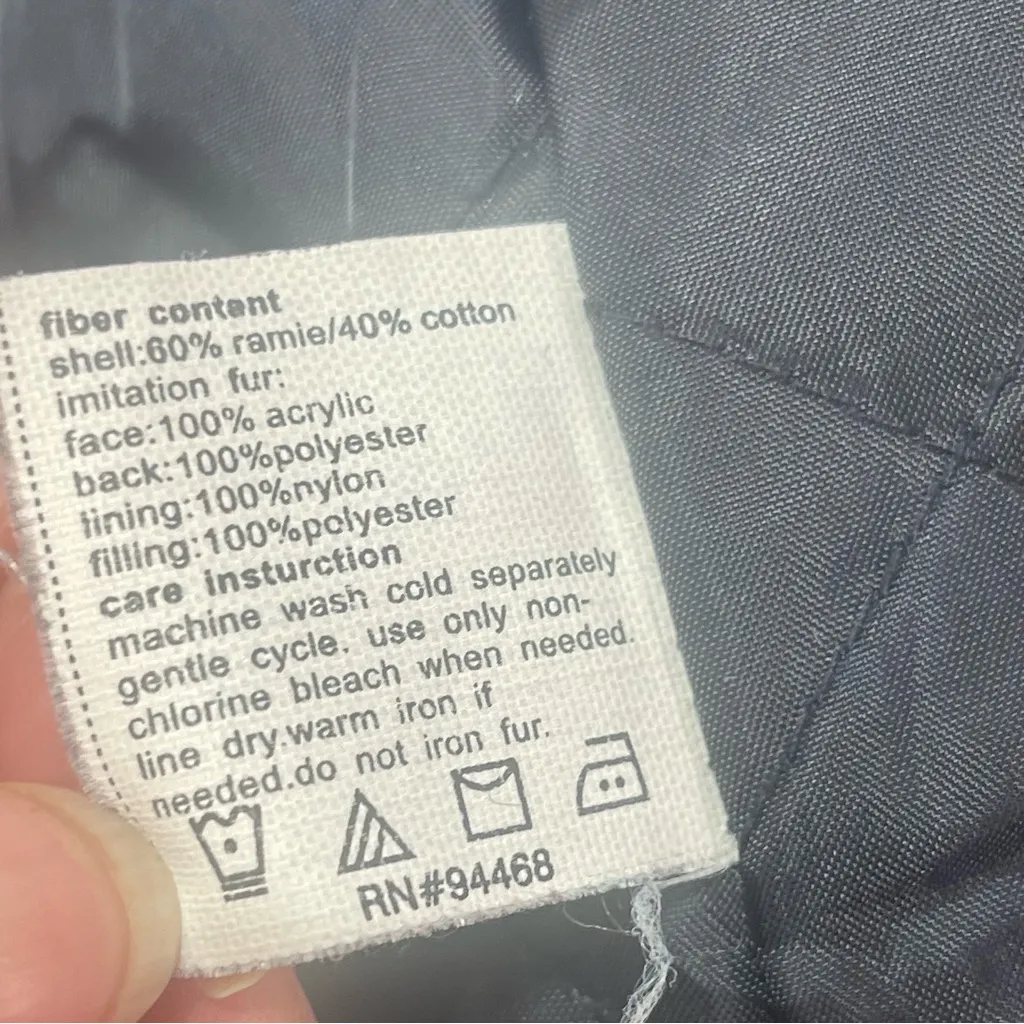 fiber content
shell:60% ramie/40% cotton
imitation fur:
face:100% acrylic
back:100%polyester
lining:100%nylon
filling:100%polyester
care insturction
machine wash cold separately
gentle cycle. use only non-
chlorine bleach when needed.
line dry.warm iron if
needed.do not iron fur.
RN#94468